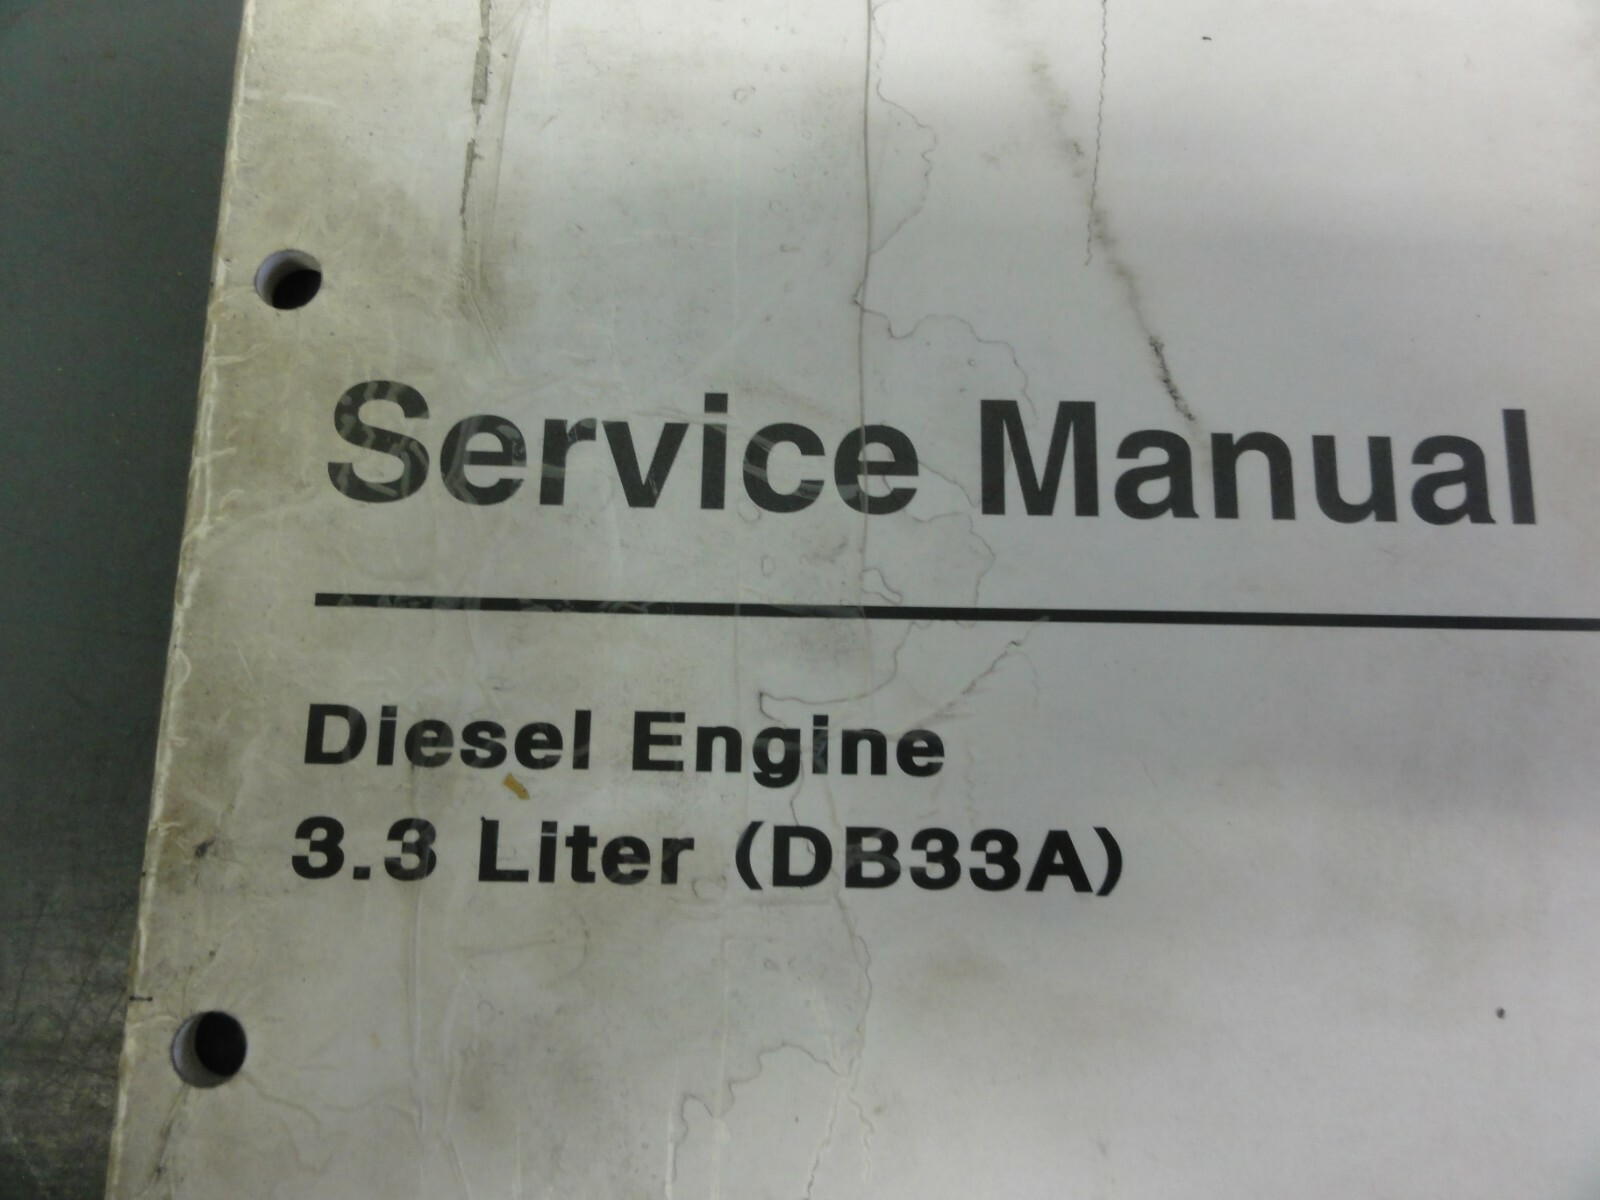 Service Manual
Diesel Engine
3.3 Liter (DB33A)